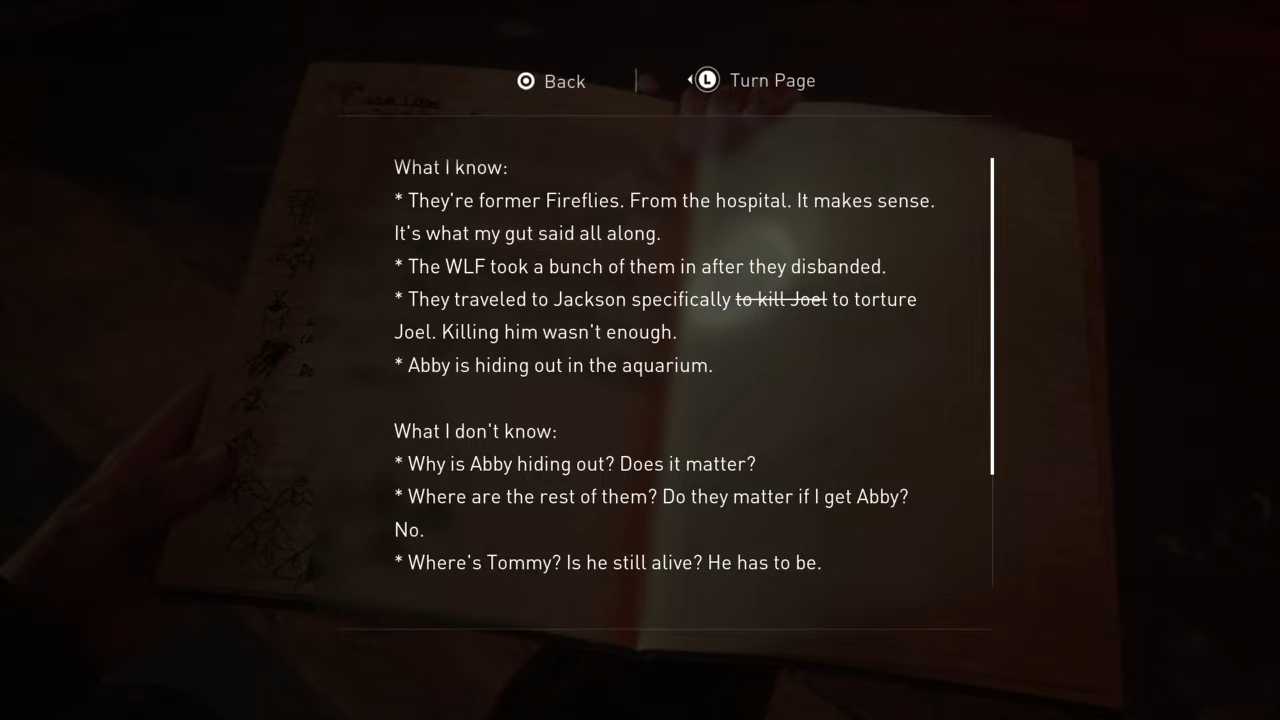 Back
L Turn Page
What I know:
* They're former Fireflies. From the hospital. It makes sense.
It's what my gut said all along.
* The WLF took a bunch of them in after they disbanded.
* They traveled to Jackson specifically to kill Joel to torture
Joel. Killing him wasn't enough.
* Abby is hiding out in the aquarium.
What I don't know:
* Why is Abby hiding out? Does it matter?
* Where are the rest of them? Do they matter if I get Abby?
No.
* Where's Tommy? Is he still alive? He has to be.